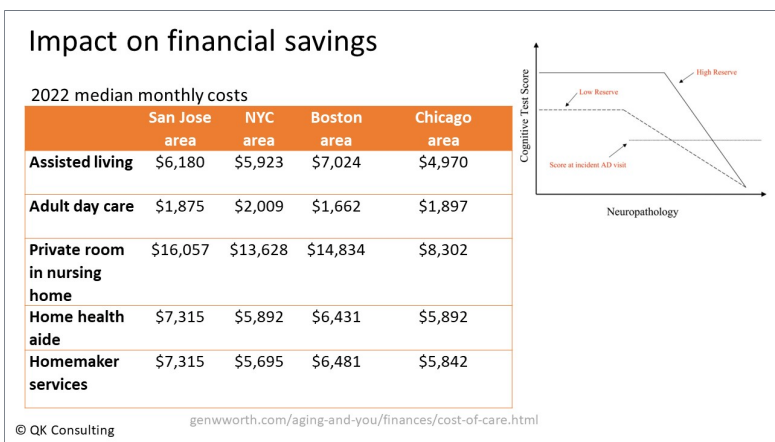 Impact on financial savings
2022 median monthly costs
San Jose area NYC area Boston area Chicago area
Assisted living $6,180 $5,923 $7,024 $4,970
Adult day care $1,875 $2,009 $1,662 $1,897
Private room in nursing home $16,057 $13,628 $14,834 $8,302
Home health aide $7,315 $5,892 $6,431 $5,892
Homemaker services $7,315 $5,695 $6,481 $5,842
genwworth.com/aging-and-you/finances/cost-of-care.html
© QK Consulting
Cognitive Test Score
High Reserve
Low Reserve
Score at incident AD visit
Neuropathology